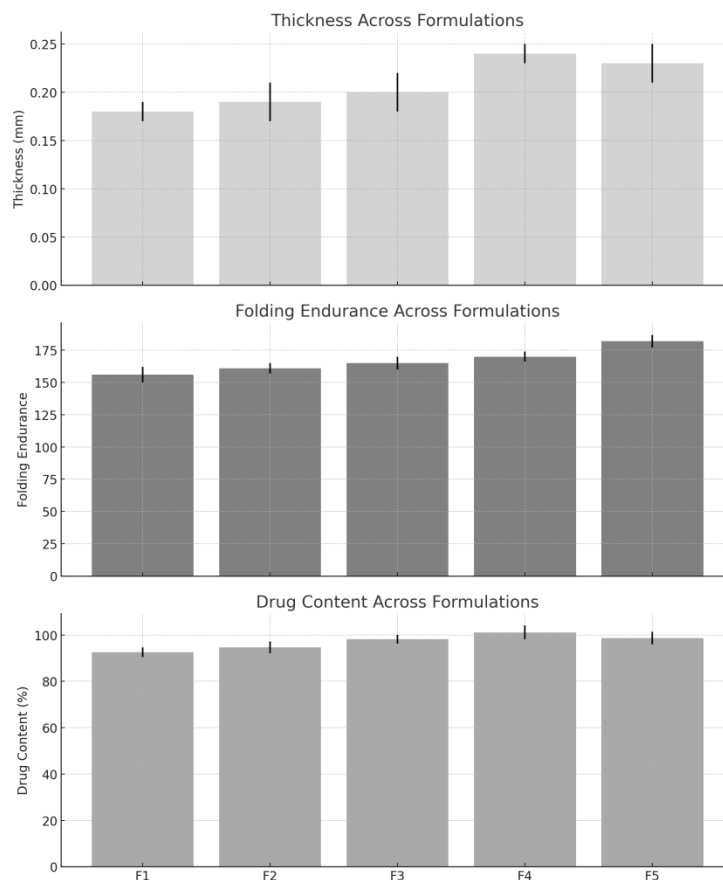 Thickness Across Formulations
0.25
0.20
0.15
0.10
0.05
0.00
Thickness (mm)
Folding Endurance Across Formulations
175
150
125
100
75
50
25
0
Folding Endurance
Drug Content Across Formulations
100
80
60
40
20
0
Drug Content (%)
F1 F2 F3 F4 F5